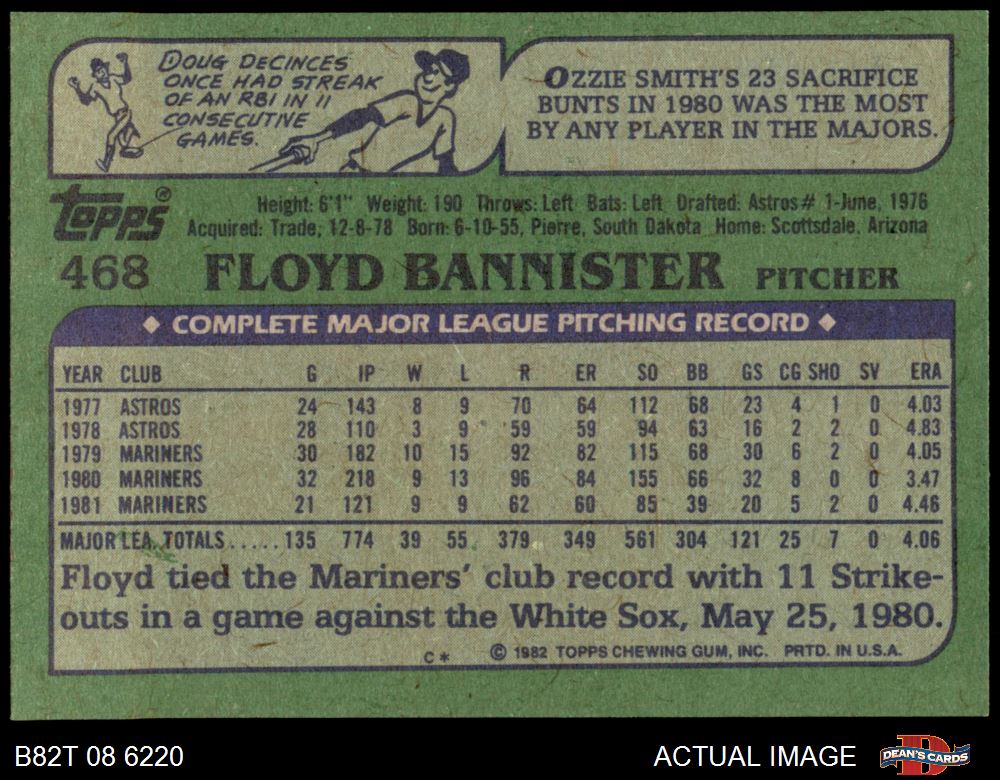 DOUG DECINCES
ONCE HAD STREAK
OF AN RBI IN 11
CONSECUTIVE
GAMES.
OZZIE SMITH'S 23 SACRIFICE
BUNTS IN 1980 WAS THE MOST
BY ANY PLAYER IN THE MAJORS.
Topps®
Height: 6'1" Weight: 190 Throws: Left Bats: Left Drafted: Astros# 1-June, 1976
Acquired: Trade, 12-8-78 Born: 6-10-55, Pierre, South Dakota Home: Scottsdale, Arizona
468 FLOYD BANNISTER PITCHER
◆ COMPLETE MAJOR LEAGUE PITCHING RECORD ◆
YEAR CLUB G IP W L R ER SO BB GS CG SHO SV ERA
1977 ASTROS 24 143 8 9 70 64 112 68 23 4 1 0 4.03
1978 ASTROS 28 110 3 9 59 59 94 63 16 2 2 0 4.83
1979 MARINERS 30 182 10 15 92 82 115 68 30 6 2 0 4.05
1980 MARINERS 32 218 9 13 96 84 155 66 32 8 0 0 3.47
1981 MARINERS 21 121 9 9 62 60 85 39 20 5 2 0 4.46
MAJOR LEA. TOTALS.....135 774 39 55 379 349 561 304 121 25 7 0 4.06
Floyd tied the Mariners' club record with 11 Strike-
outs in a game against the White Sox, May 25, 1980.
C* © 1982 TOPPS CHEWING GUM, INC. PRTD. IN U.S.A.
B82T 08 6220 ACTUAL IMAGE D DEAN'S CARDS